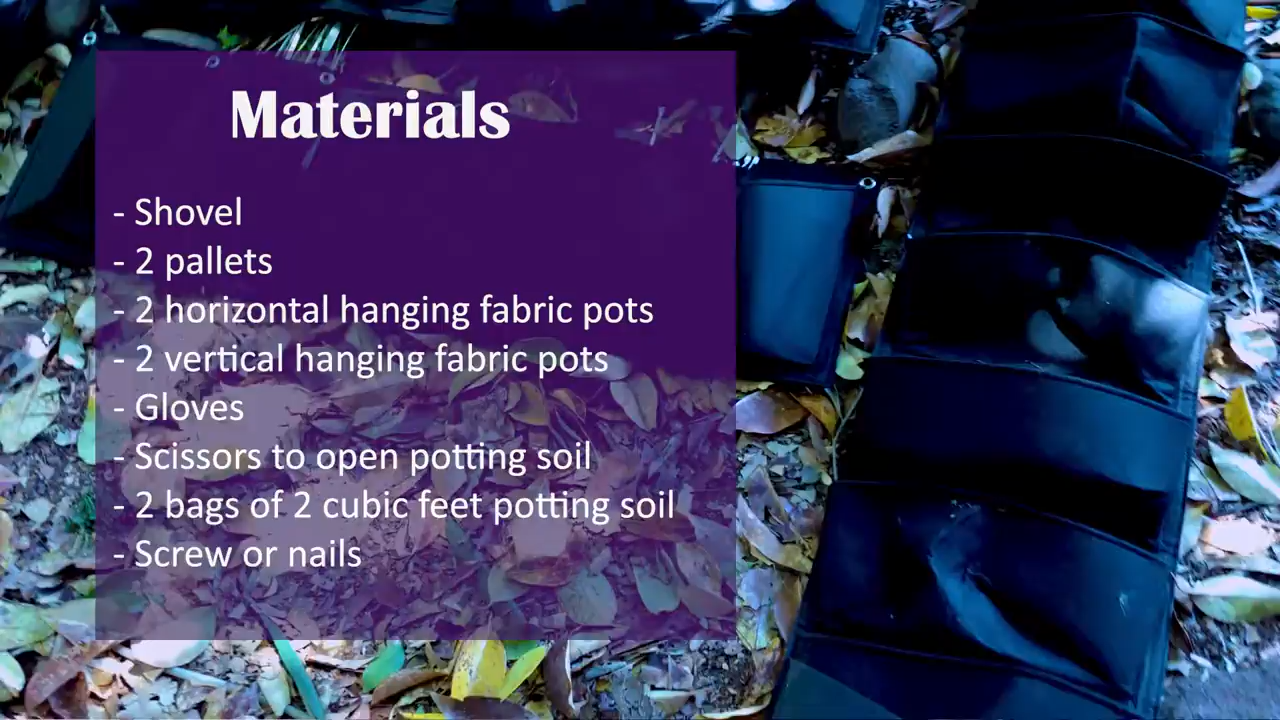 Materials
- Shovel
- 2 pallets
- 2 horizontal hanging fabric pots
- 2 vertical hanging fabric pots
- Gloves
- Scissors to open potting soil
- 2 bags of 2 cubic feet potting soil
- Screw or nails